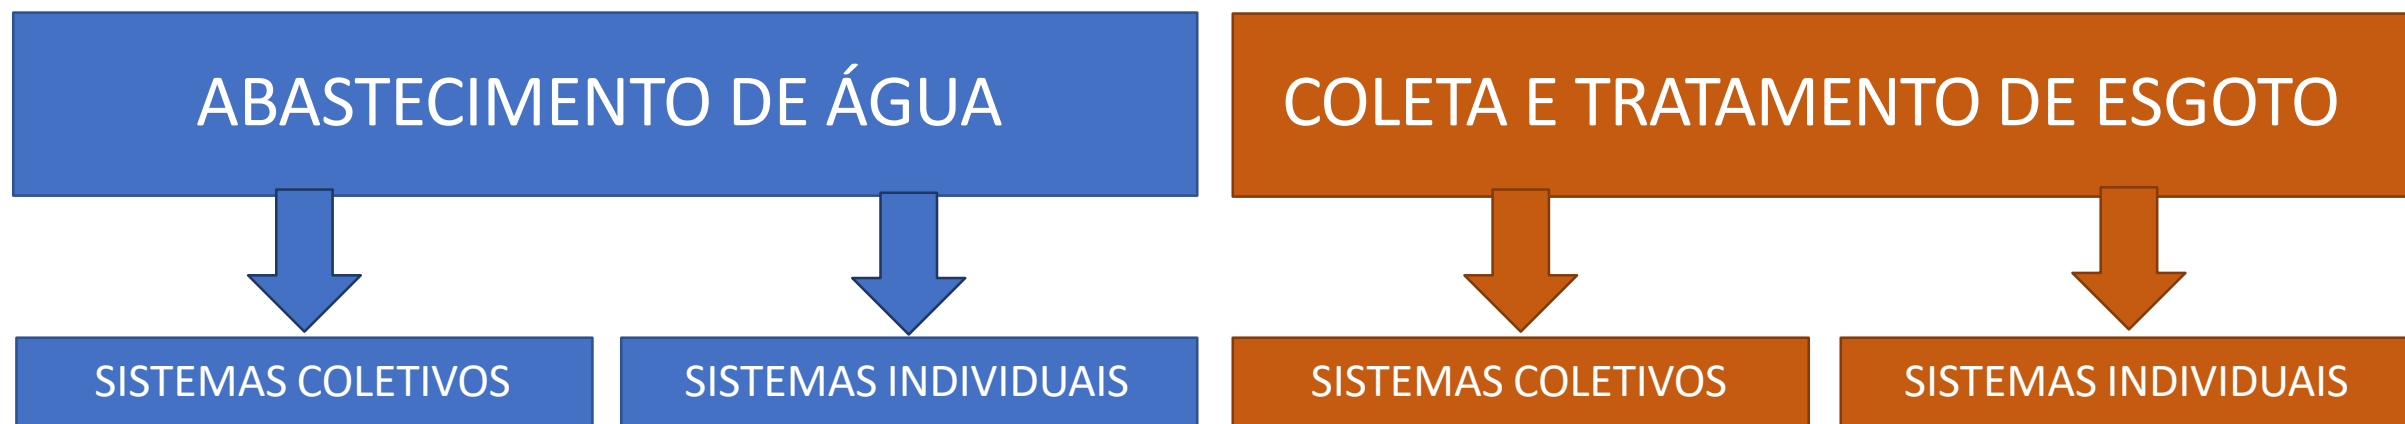 ABASTECIMENTO DE ÁGUA
COLETA E TRATAMENTO DE ESGOTO
SISTEMAS COLETIVOS
SISTEMAS INDIVIDUAIS
SISTEMAS COLETIVOS
SISTEMAS INDIVIDUAIS